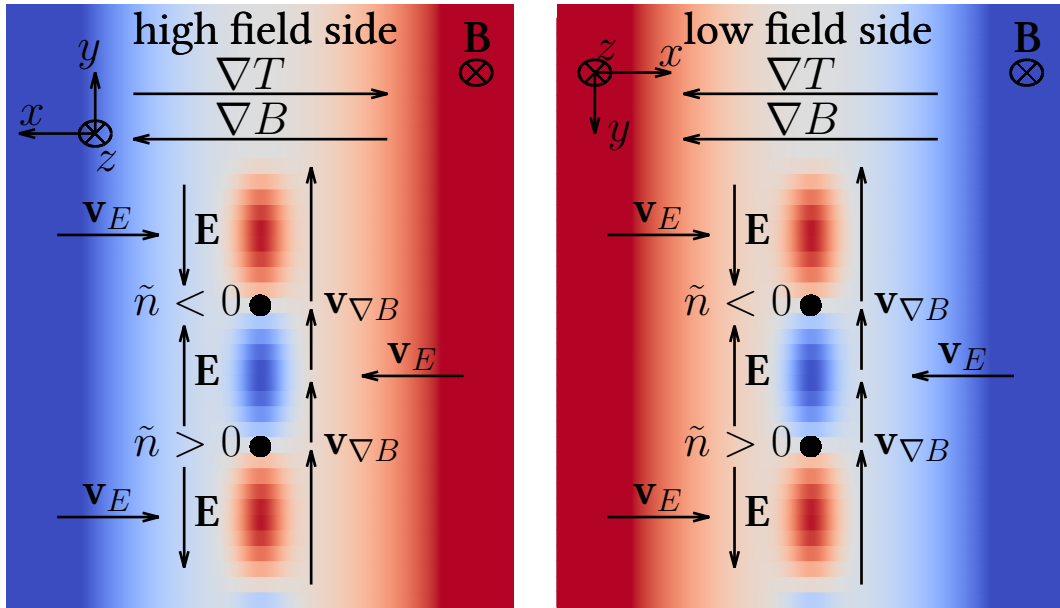 high field side
B
y
∇T
x
∇B
z
v_E
E
ñ < 0
v_∇B
E
v_E
ñ > 0
v_∇B
v_E
E
low field side
B
z
x
∇T
∇B
y
v_E
E
ñ < 0
v_∇B
E
v_E
ñ > 0
v_∇B
v_E
E